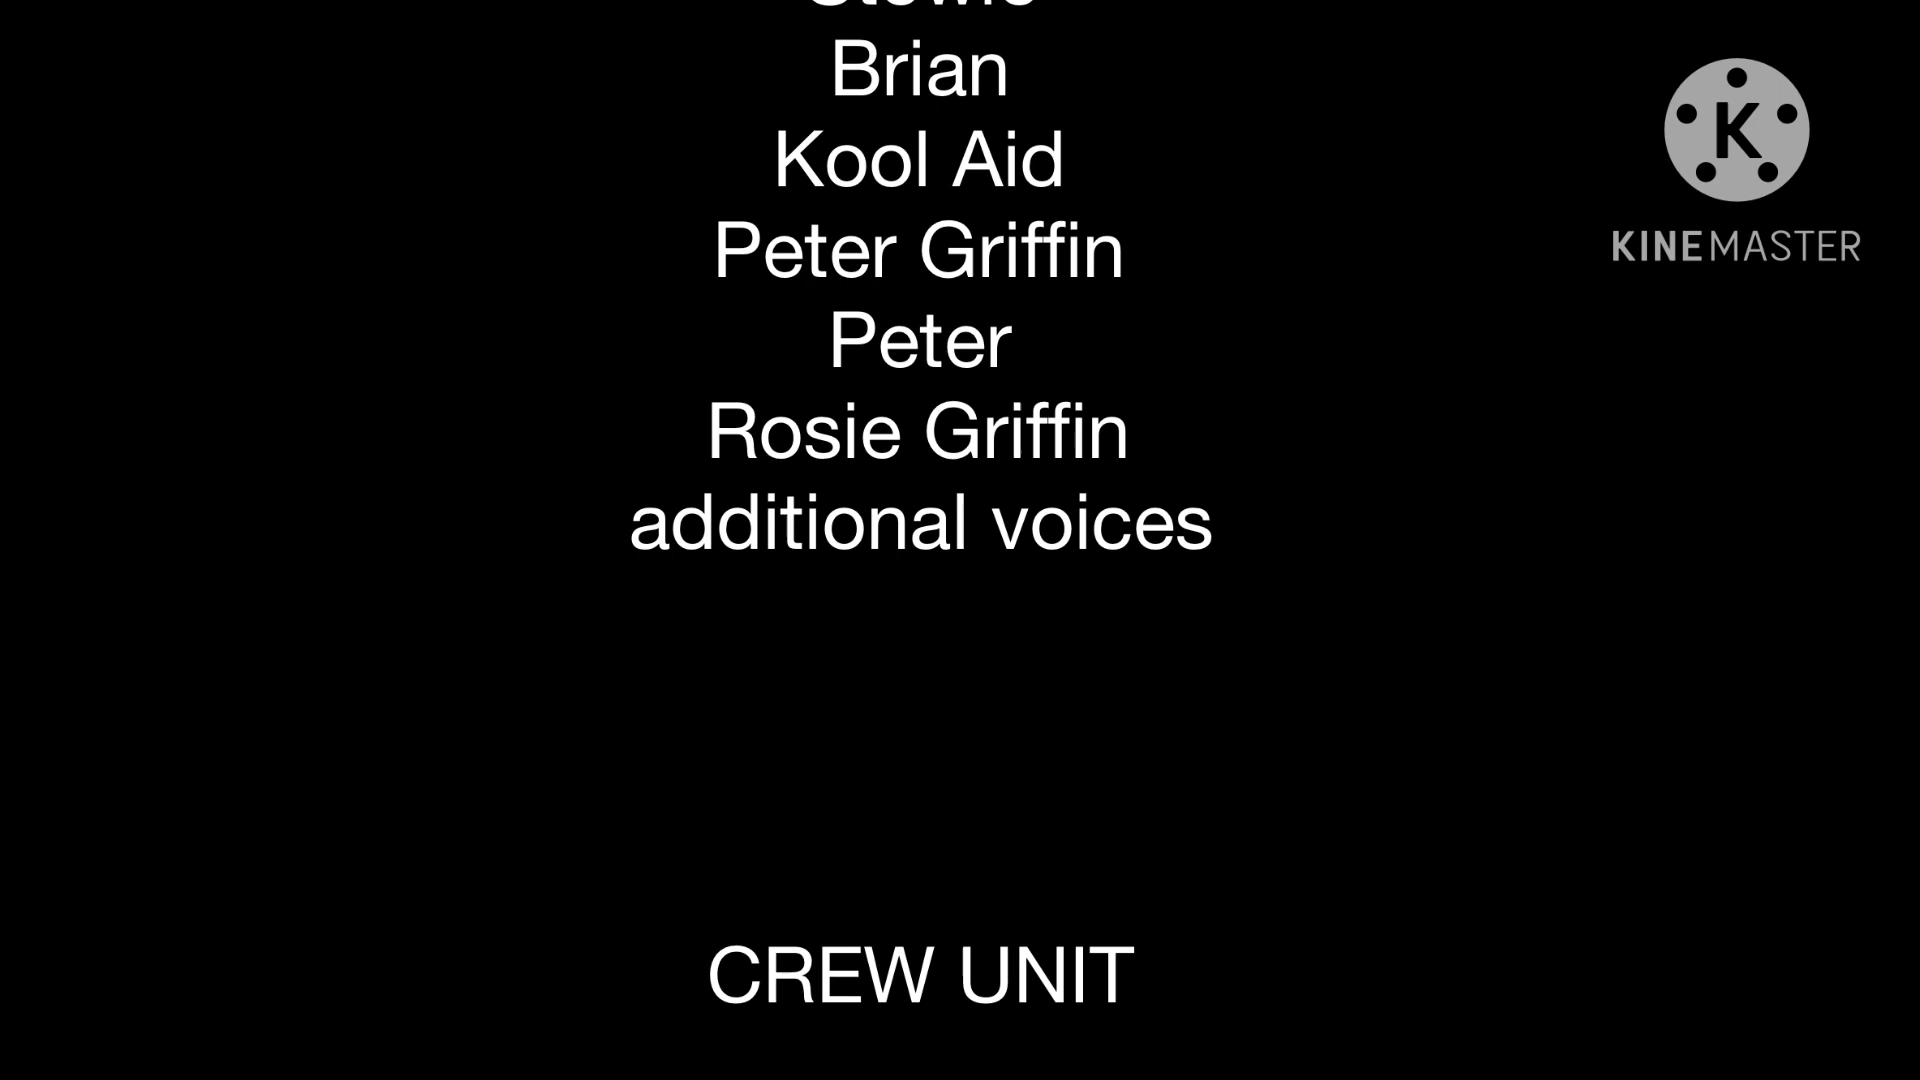 Brian
Kool Aid
Peter Griffin
Peter
Rosie Griffin
additional voices
CREW UNIT
K
KINEMASTER